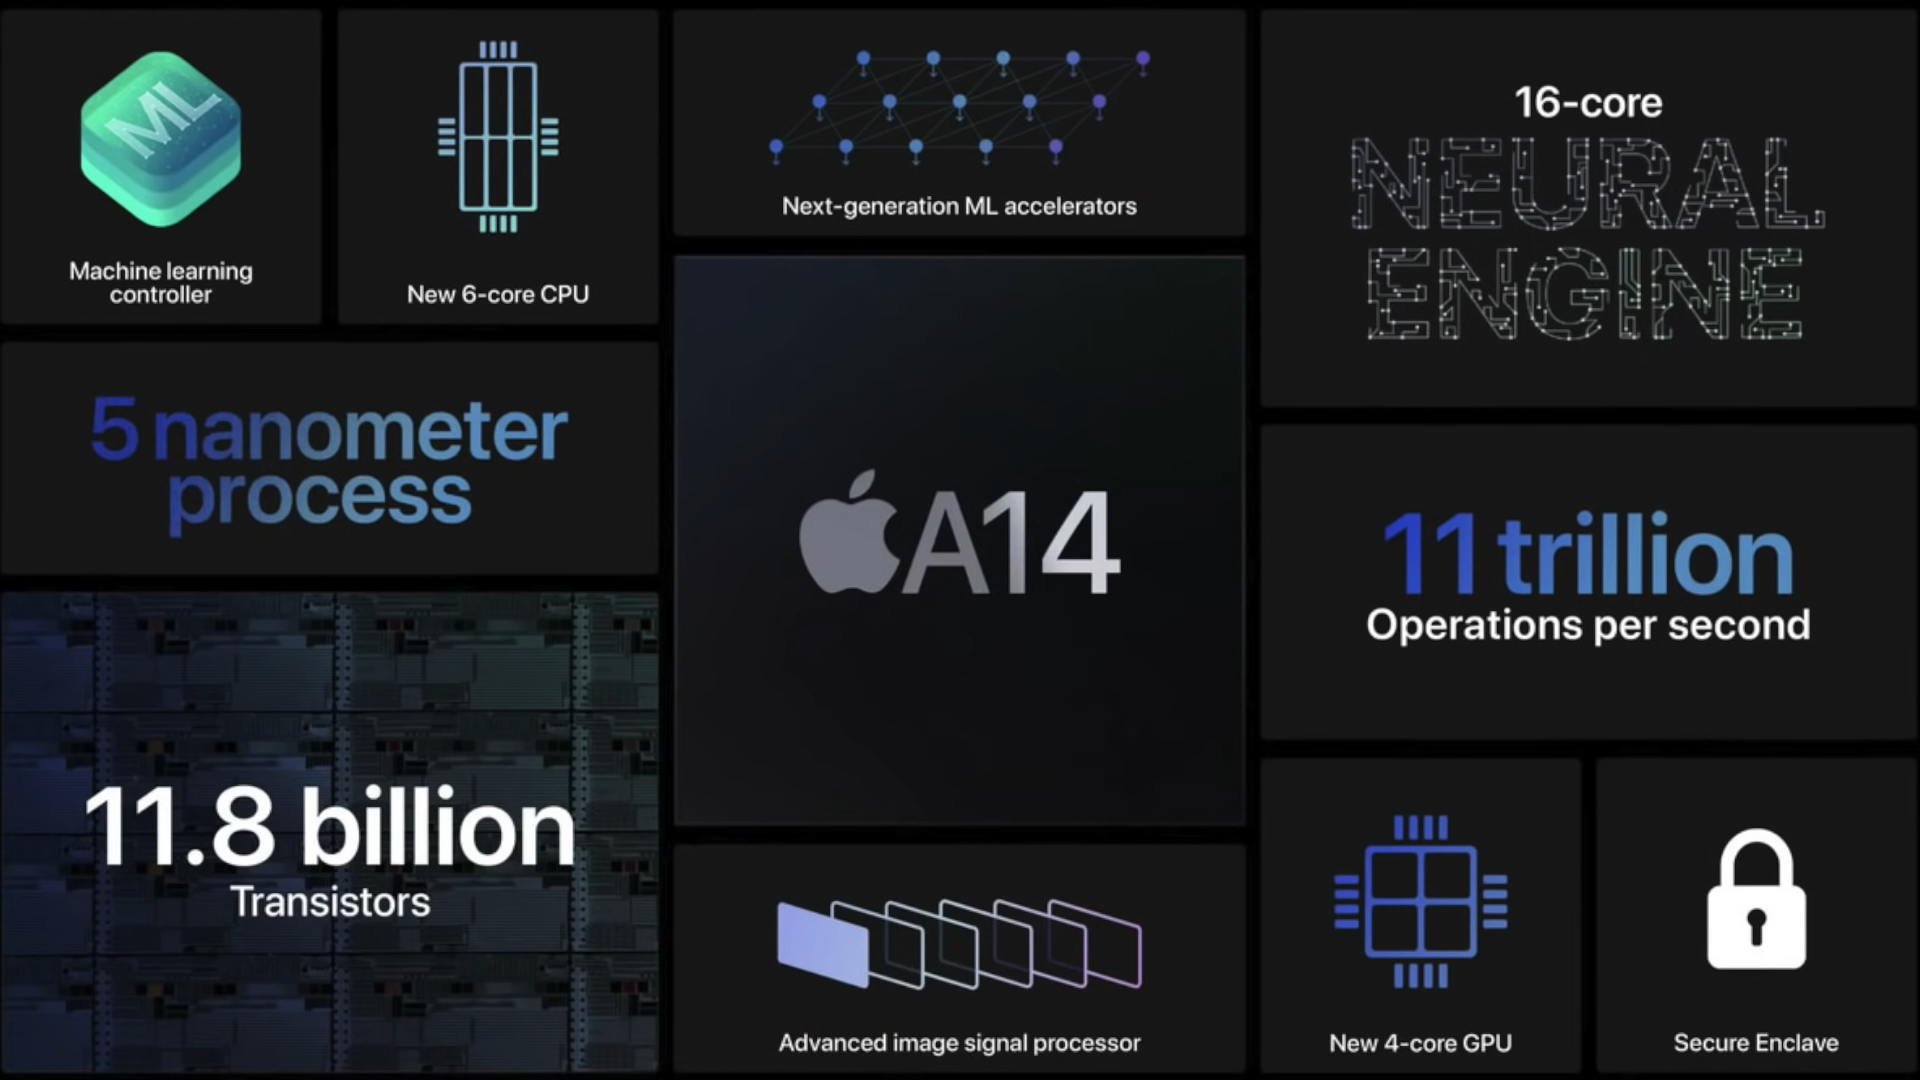 ML
Machine learning
controller
New 6-core CPU
Next-generation ML accelerators
16-core
NEURAL
ENGINE
5 nanometer
process
A14
11 trillion
Operations per second
11.8 billion
Transistors
Advanced image signal processor
New 4-core GPU
Secure Enclave